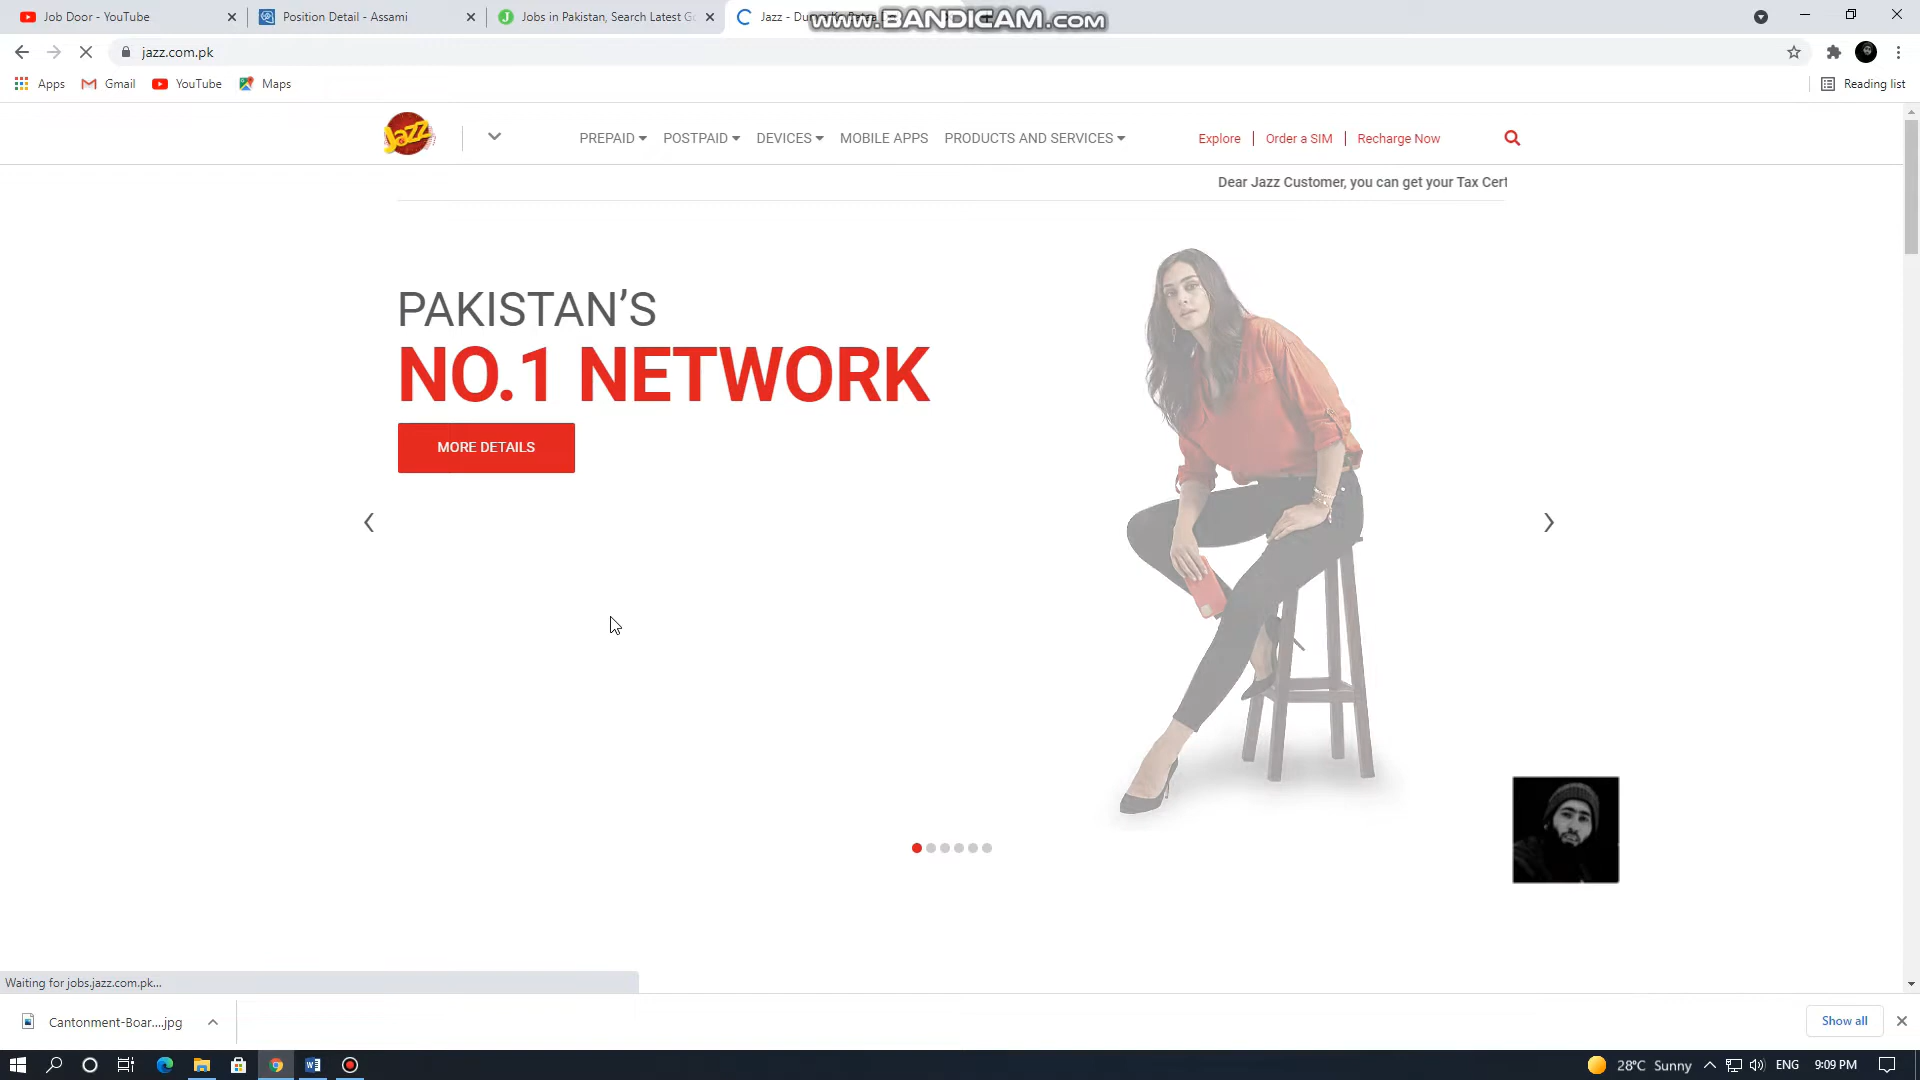 Job Door - YouTube
Position Detail - Assami
Jobs in Pakistan, Search Latest Go
Jazz - Du
www.BANDICAM.com
jazz.com.pk
Apps
Gmail
YouTube
Maps
Reading list
Jazz
PREPAID
POSTPAID
DEVICES
MOBILE APPS
PRODUCTS AND SERVICES
Explore
Order a SIM
Recharge Now
Dear Jazz Customer, you can get your Tax Cert
PAKISTAN’S
NO.1 NETWORK
MORE DETAILS
Waiting for jobs.jazz.com.pk...
Cantonment-Boar....jpg
Show all
28°C Sunny
ENG
9:09 PM